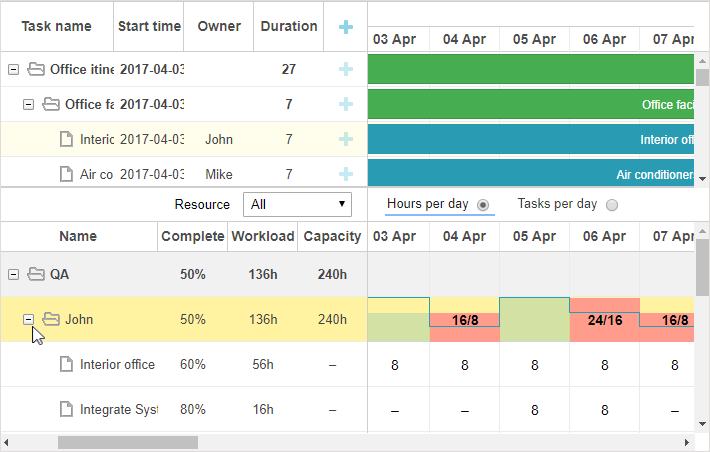 Task name Start time Owner Duration
03 Apr 04 Apr 05 Apr 06 Apr 07 Apr
Office itine 2017-04-03 27
Office fa 2017-04-03 7 Office faci
Interic 2017-04-03 John 7 Interior off
Air co 2017-04-03 Mike 7 Air conditioners
Resource All Hours per day Tasks per day
Name Complete Workload Capacity 03 Apr 04 Apr 05 Apr 06 Apr 07 Apr
QA 50% 136h 240h
John 50% 136h 240h 16/8 24/16 16/8
Interior office 60% 56h – 8 8 8 8 8
Integrate Syst 80% 16h – – – 8 8 –